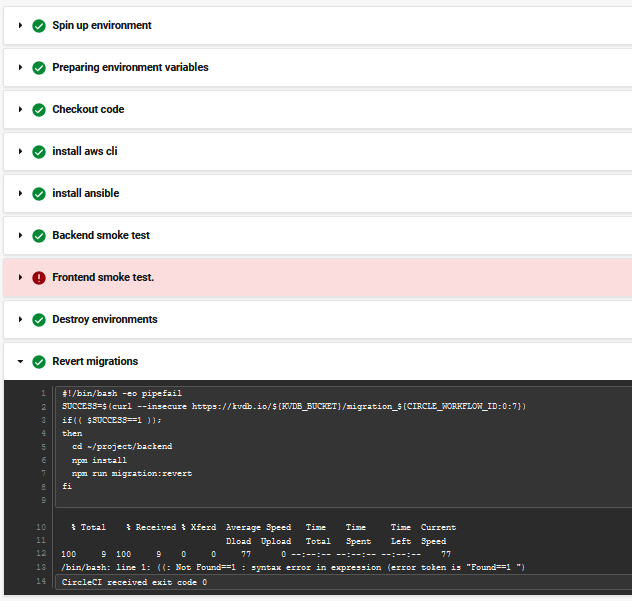 Spin up environment
Preparing environment variables
Checkout code
install aws cli
install ansible
Backend smoke test
Frontend smoke test.
Destroy environments
Revert migrations
1 #!/bin/bash -eo pipefail
2 SUCCESS=$(curl --insecure https://kvdb.io/${KVDB_BUCKET}/migration_${CIRCLE_WORKFLOW_ID:0:7})
3 if(( $SUCCESS==1 ));
4 then
5   cd ~/project/backend
6   npm install
7   npm run migration:revert
8 fi
9
10   % Total    % Received % Xferd  Average Speed   Time    Time     Time  Current
11                                  Dload  Upload   Total   Spent    Left  Speed
12 100     9  100     9    0     0     77      0 --:--:-- --:--:-- --:--:--    77
13 /bin/bash: line 1: ((: Not Found==1 : syntax error in expression (error token is "Found==1 ")
14 CircleCI received exit code 0